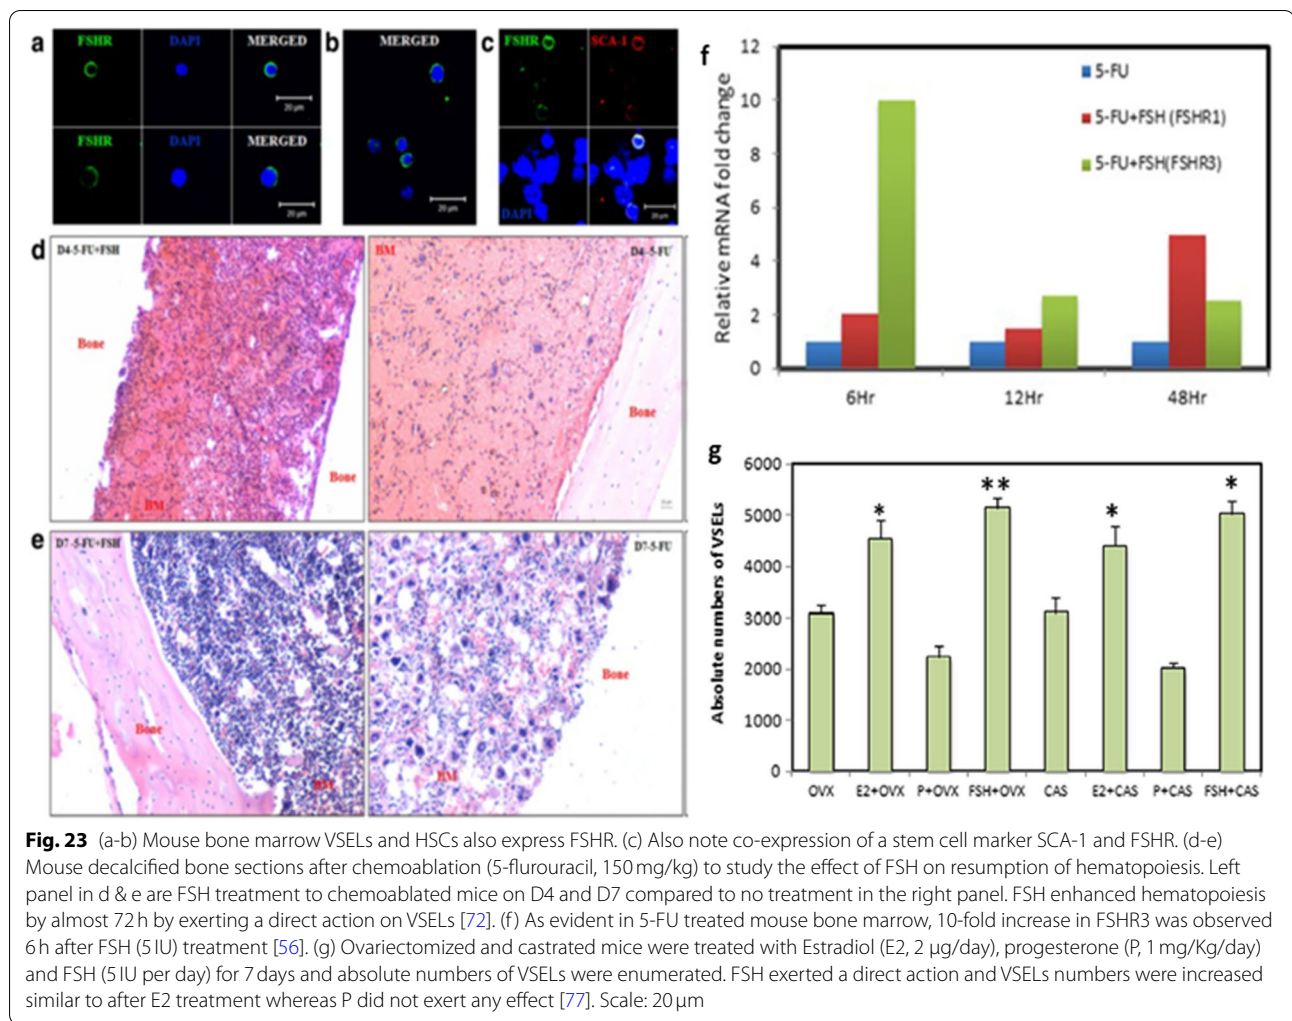 a
FSHR
DAPI
MERGED
20 µm
FSHR
DAPI
MERGED
20 µm
b
MERGED
20 µm
c
FSHR
SCA-1
DAPI
20 µm
d
D4-5-FU+FSH
Bone
BM
Bone
BM
D4-5-FU
Bone
e
D7-5-FU+FSH
Bone
BM
D7-5-FU
Bone
BM
f
Relative mRNA fold change
12
10
8
6
4
2
0
5-FU
5-FU+FSH (FSHR1)
5-FU+FSH(FSHR3)
6Hr 12Hr 48Hr
g
Absolute numbers of VSELs
6000
5000
4000
3000
2000
1000
0
* ** * *
OVX E2+OVX P+OVX FSH+OVX CAS E2+CAS P+CAS FSH+CAS
Fig. 23 (a-b) Mouse bone marrow VSELs and HSCs also express FSHR. (c) Also note co-expression of a stem cell marker SCA-1 and FSHR. (d-e)
Mouse decalcified bone sections after chemoablation (5-flurouracil, 150 mg/kg) to study the effect of FSH on resumption of hematopoiesis. Left
panel in d & e are FSH treatment to chemoablated mice on D4 and D7 compared to no treatment in the right panel. FSH enhanced hematopoiesis
by almost 72 h by exerting a direct action on VSELs [72]. (f) As evident in 5-FU treated mouse bone marrow, 10-fold increase in FSHR3 was observed
6 h after FSH (5 IU) treatment [56]. (g) Ovariectomized and castrated mice were treated with Estradiol (E2, 2 µg/day), progesterone (P, 1 mg/Kg/day)
and FSH (5 IU per day) for 7 days and absolute numbers of VSELs were enumerated. FSH exerted a direct action and VSELs numbers were increased
similar to after E2 treatment whereas P did not exert any effect [77]. Scale: 20 µm